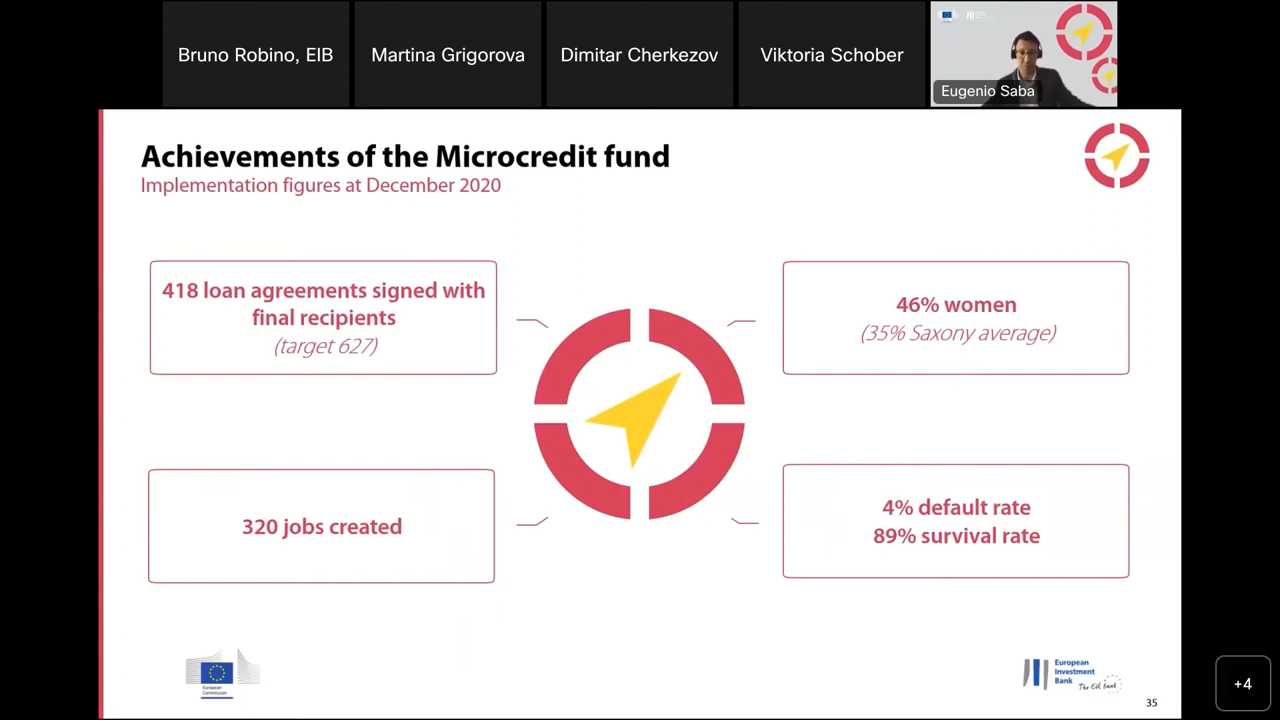 Bruno Robino, EIB
Martina Grigorova
Dimitar Cherkezov
Viktoria Schober
Eugenio Saba
Achievements of the Microcredit fund
Implementation figures at December 2020
418 loan agreements signed with
final recipients
(target 627)
46% women
(35% Saxony average)
320 jobs created
4% default rate
89% survival rate
European
Commission
European
Investment
Bank
The EU bank
35
+4